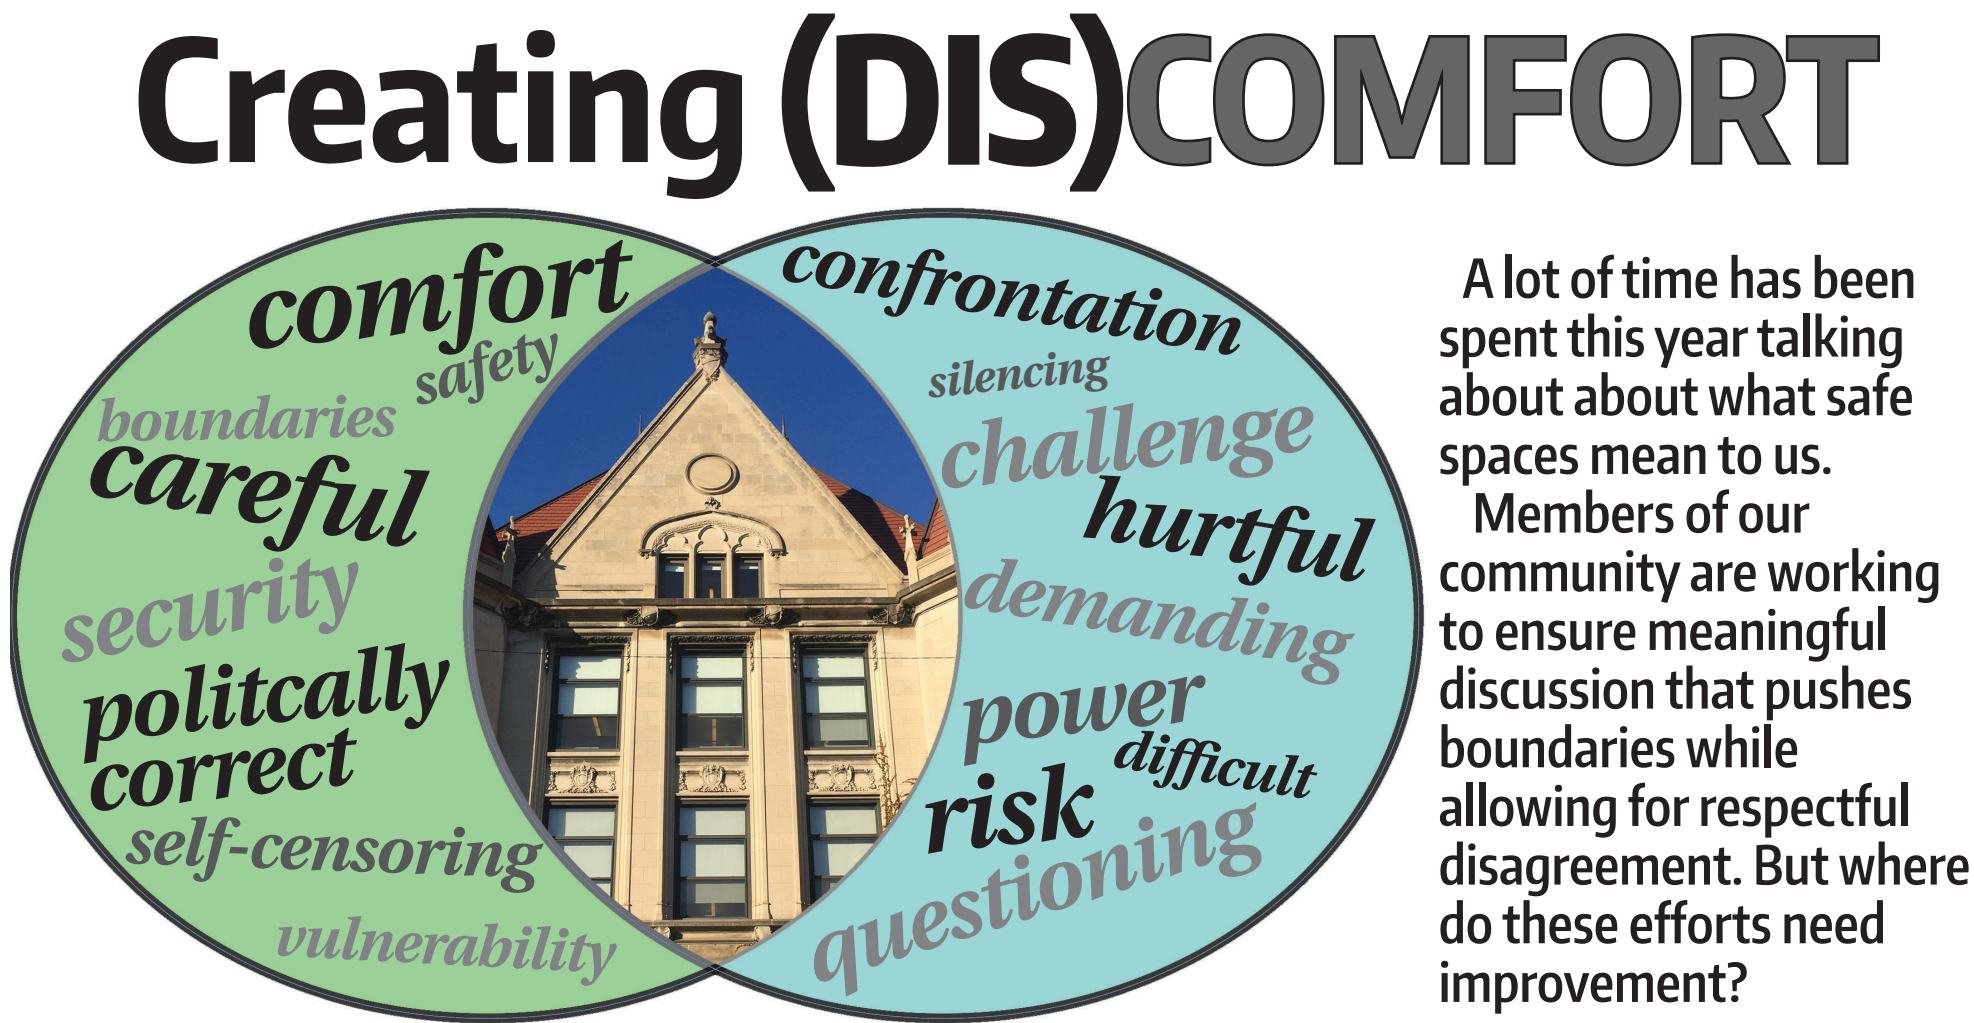 Creating (DIS)COMFORT
comfort
safety
boundaries
careful
security
politcally
correct
self-censoring
vulnerability
confrontation
silencing
challenge
hurtful
demanding
power
difficult
risk
questioning
A lot of time has been
spent this year talking
about about what safe
spaces mean to us.
Members of our
community are working
to ensure meaningful
discussion that pushes
boundaries while
allowing for respectful
disagreement. But where
do these efforts need
improvement?